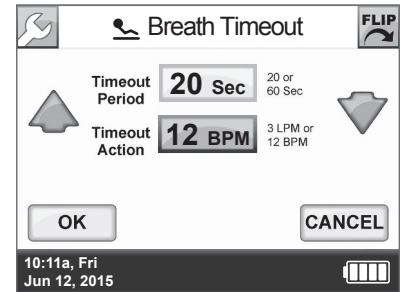 Breath Timeout
FLIP
Timeout Period
20 Sec
20 or
60 Sec
Timeout Action
12 BPM
3 LPM or
12 BPM
OK
CANCEL
10:11a, Fri
Jun 12, 2015